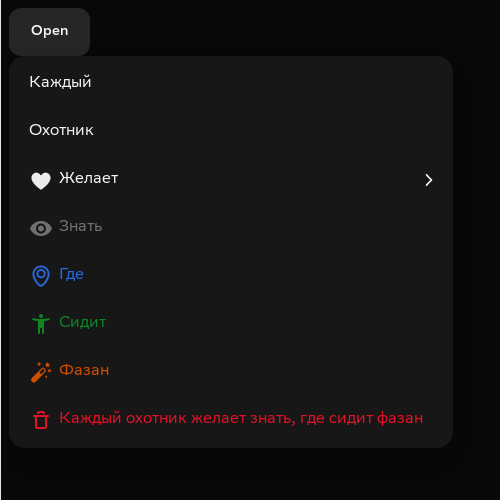 Open
Каждый
Охотник
Желает
Знать
Где
Сидит
Фазан
Каждый охотник желает знать, где сидит фазан